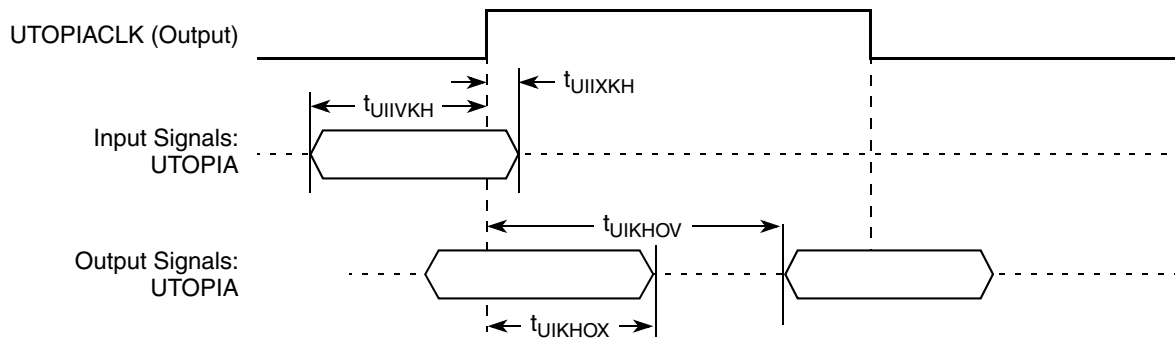 UTOPIACLK (Output)
tUIIXKH
tUIIVKH
Input Signals:
UTOPIA
tUIKHOV
Output Signals:
UTOPIA
tUIKHOX